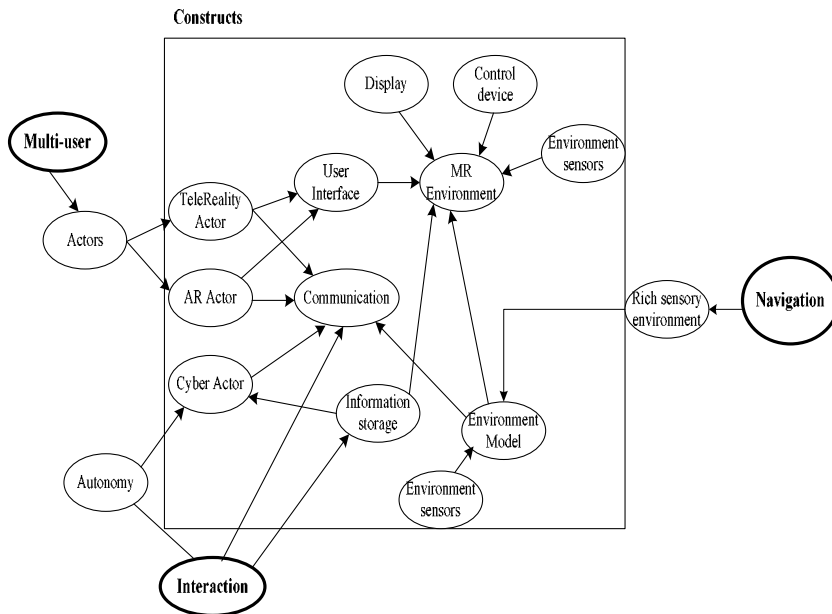 Constructs
Display
Control
device
Multi-user
Environment
sensors
User
Interface
MR
Environment
TeleReality
Actor
Actors
AR Actor
Communication
Rich sensory
environment
Navigation
Cyber Actor
Information
storage
Environment
Model
Autonomy
Environment
sensors
Interaction